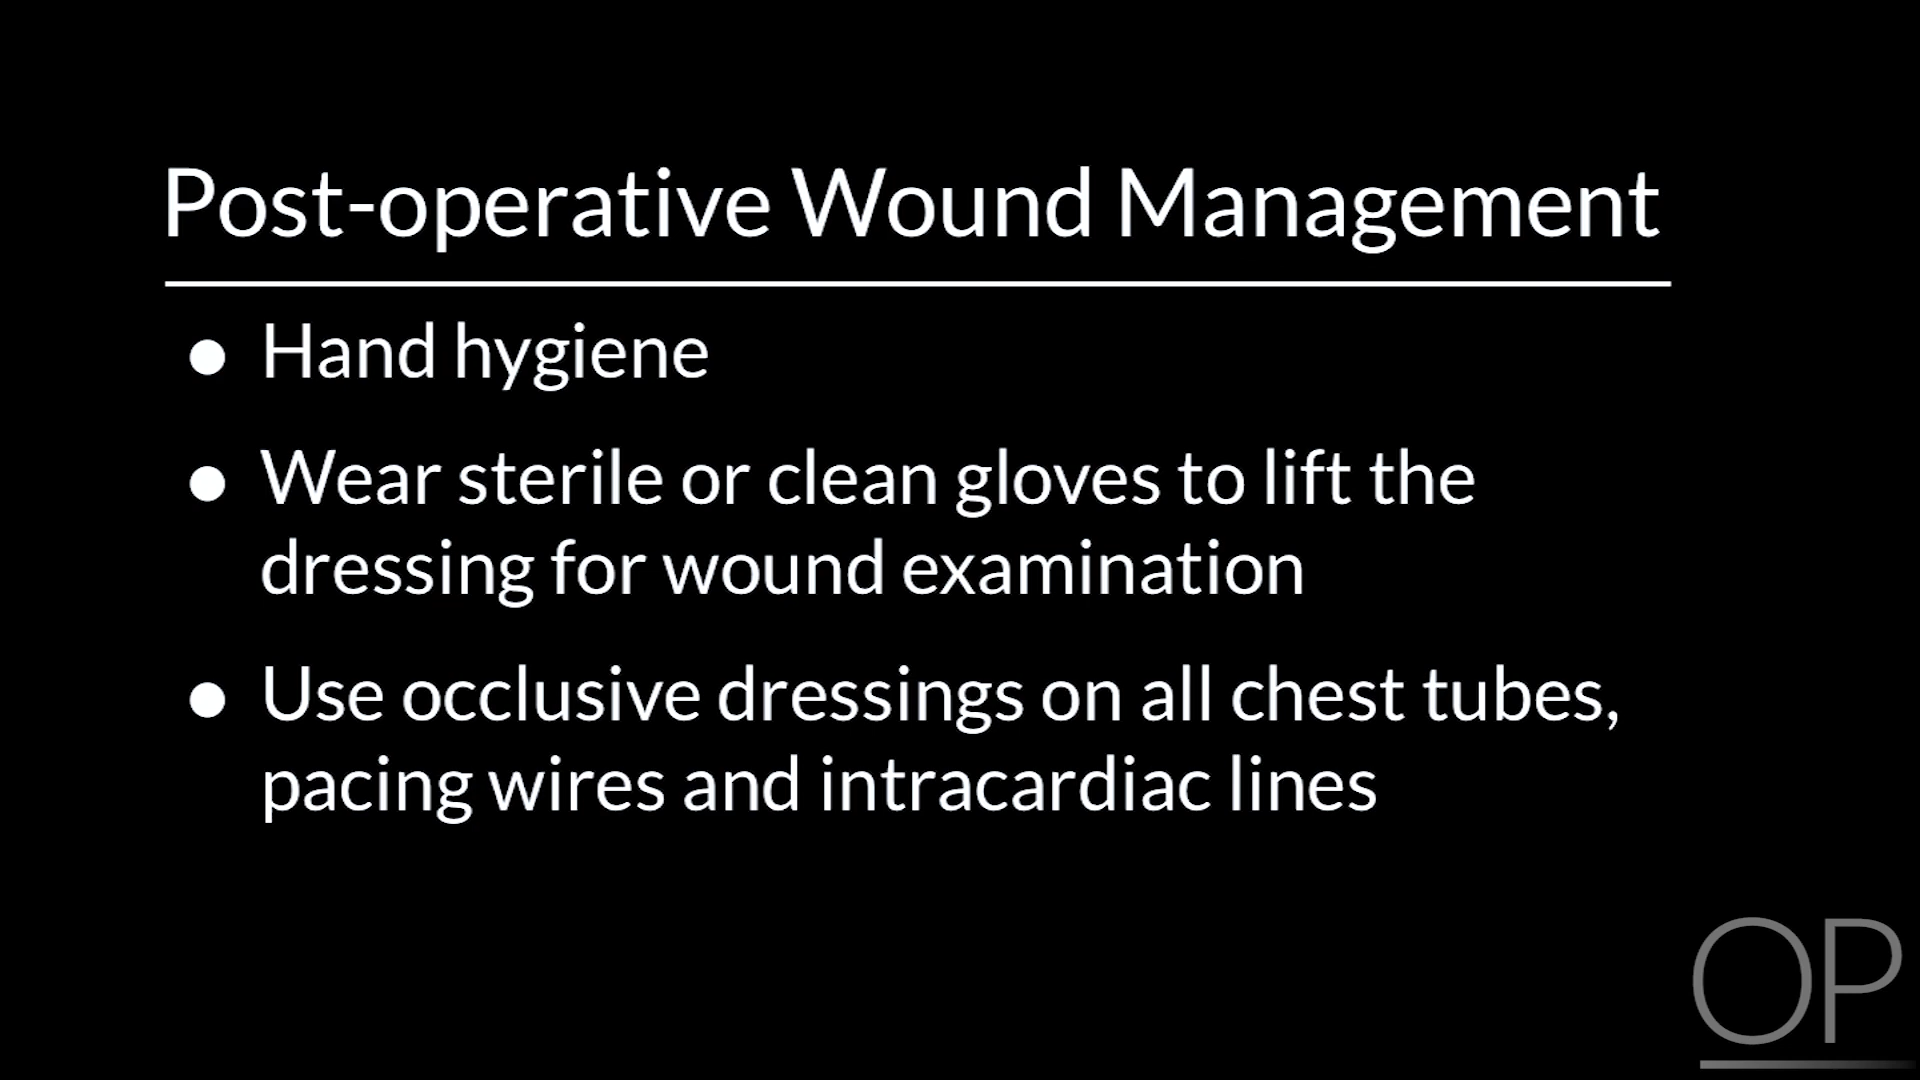 Post-operative Wound Management
● Hand hygiene
● Wear sterile or clean gloves to lift the
dressing for wound examination
● Use occlusive dressings on all chest tubes,
pacing wires and intracardiac lines
OP